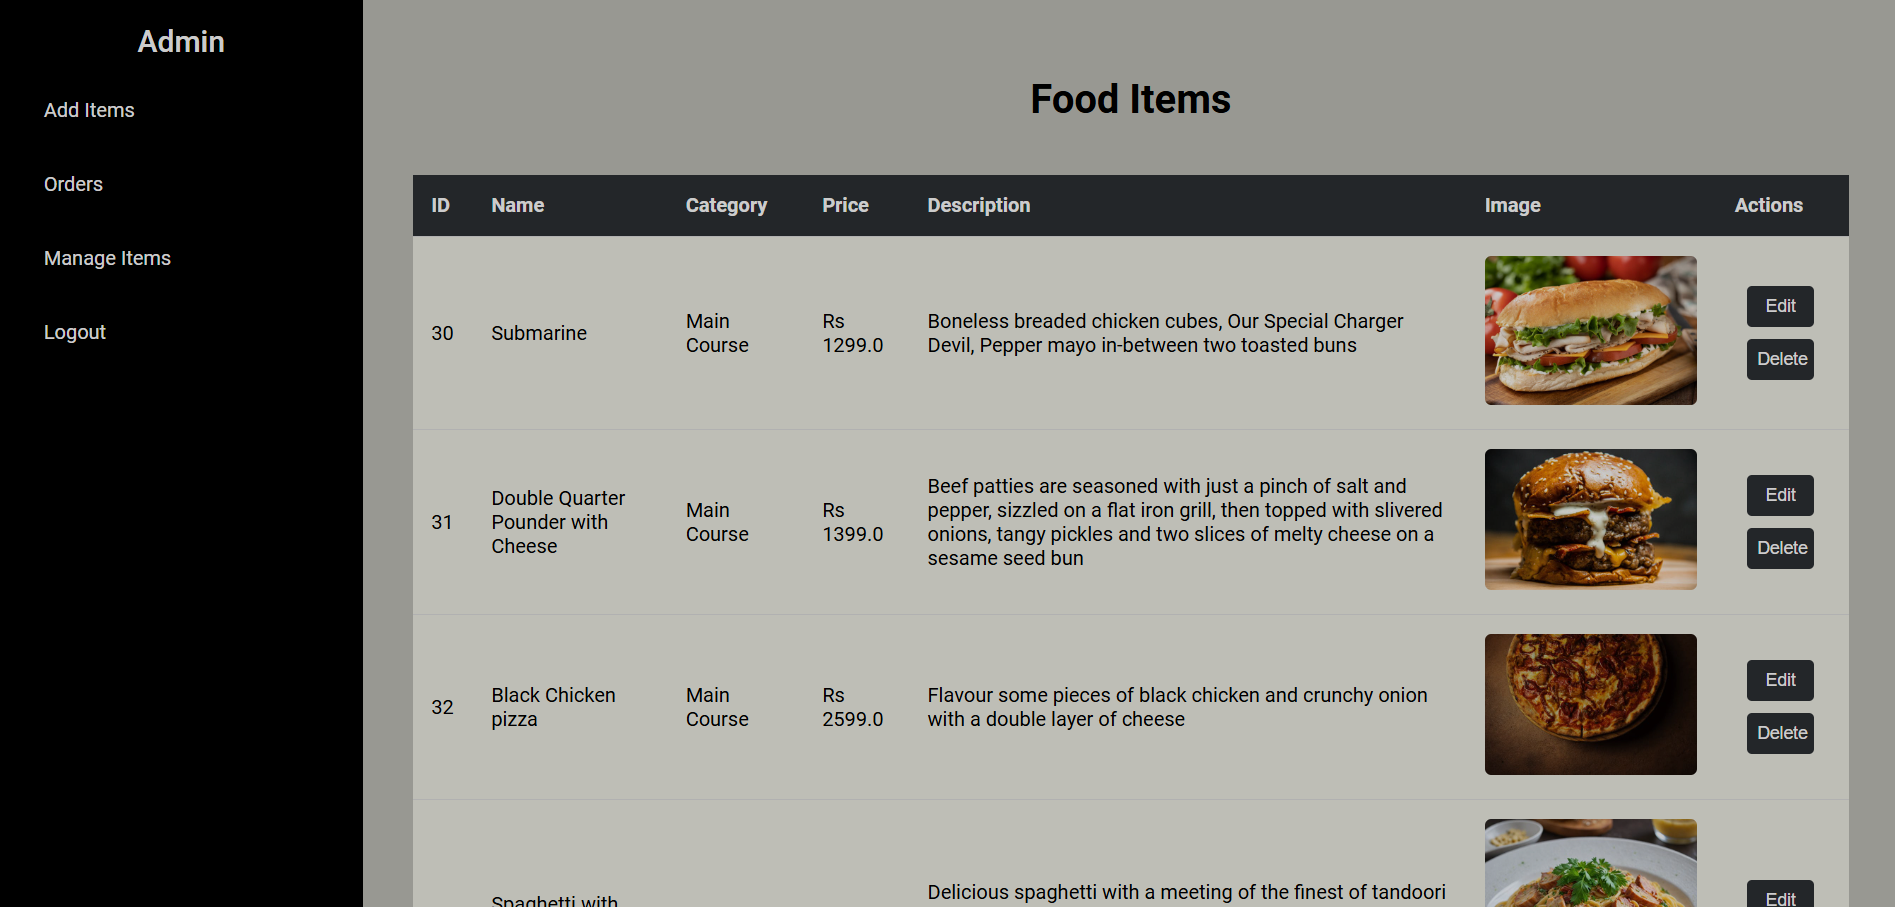 Admin
Add Items
Orders
Manage Items
Logout
Food Items
ID Name Category Price Description Image Actions
30
Submarine
Main
Course
Rs
1299.0
Boneless breaded chicken cubes, Our Special Charger
Devil, Pepper mayo in-between two toasted buns
Edit
Delete
31
Double Quarter
Pounder with
Cheese
Main
Course
Rs
1399.0
Beef patties are seasoned with just a pinch of salt and
pepper, sizzled on a flat iron grill, then topped with slivered
onions, tangy pickles and two slices of melty cheese on a
sesame seed bun
Edit
Delete
32
Black Chicken
pizza
Main
Course
Rs
2599.0
Flavour some pieces of black chicken and crunchy onion
with a double layer of cheese
Edit
Delete
Spaghetti with
Delicious spaghetti with a meeting of the finest of tandoori
Edit